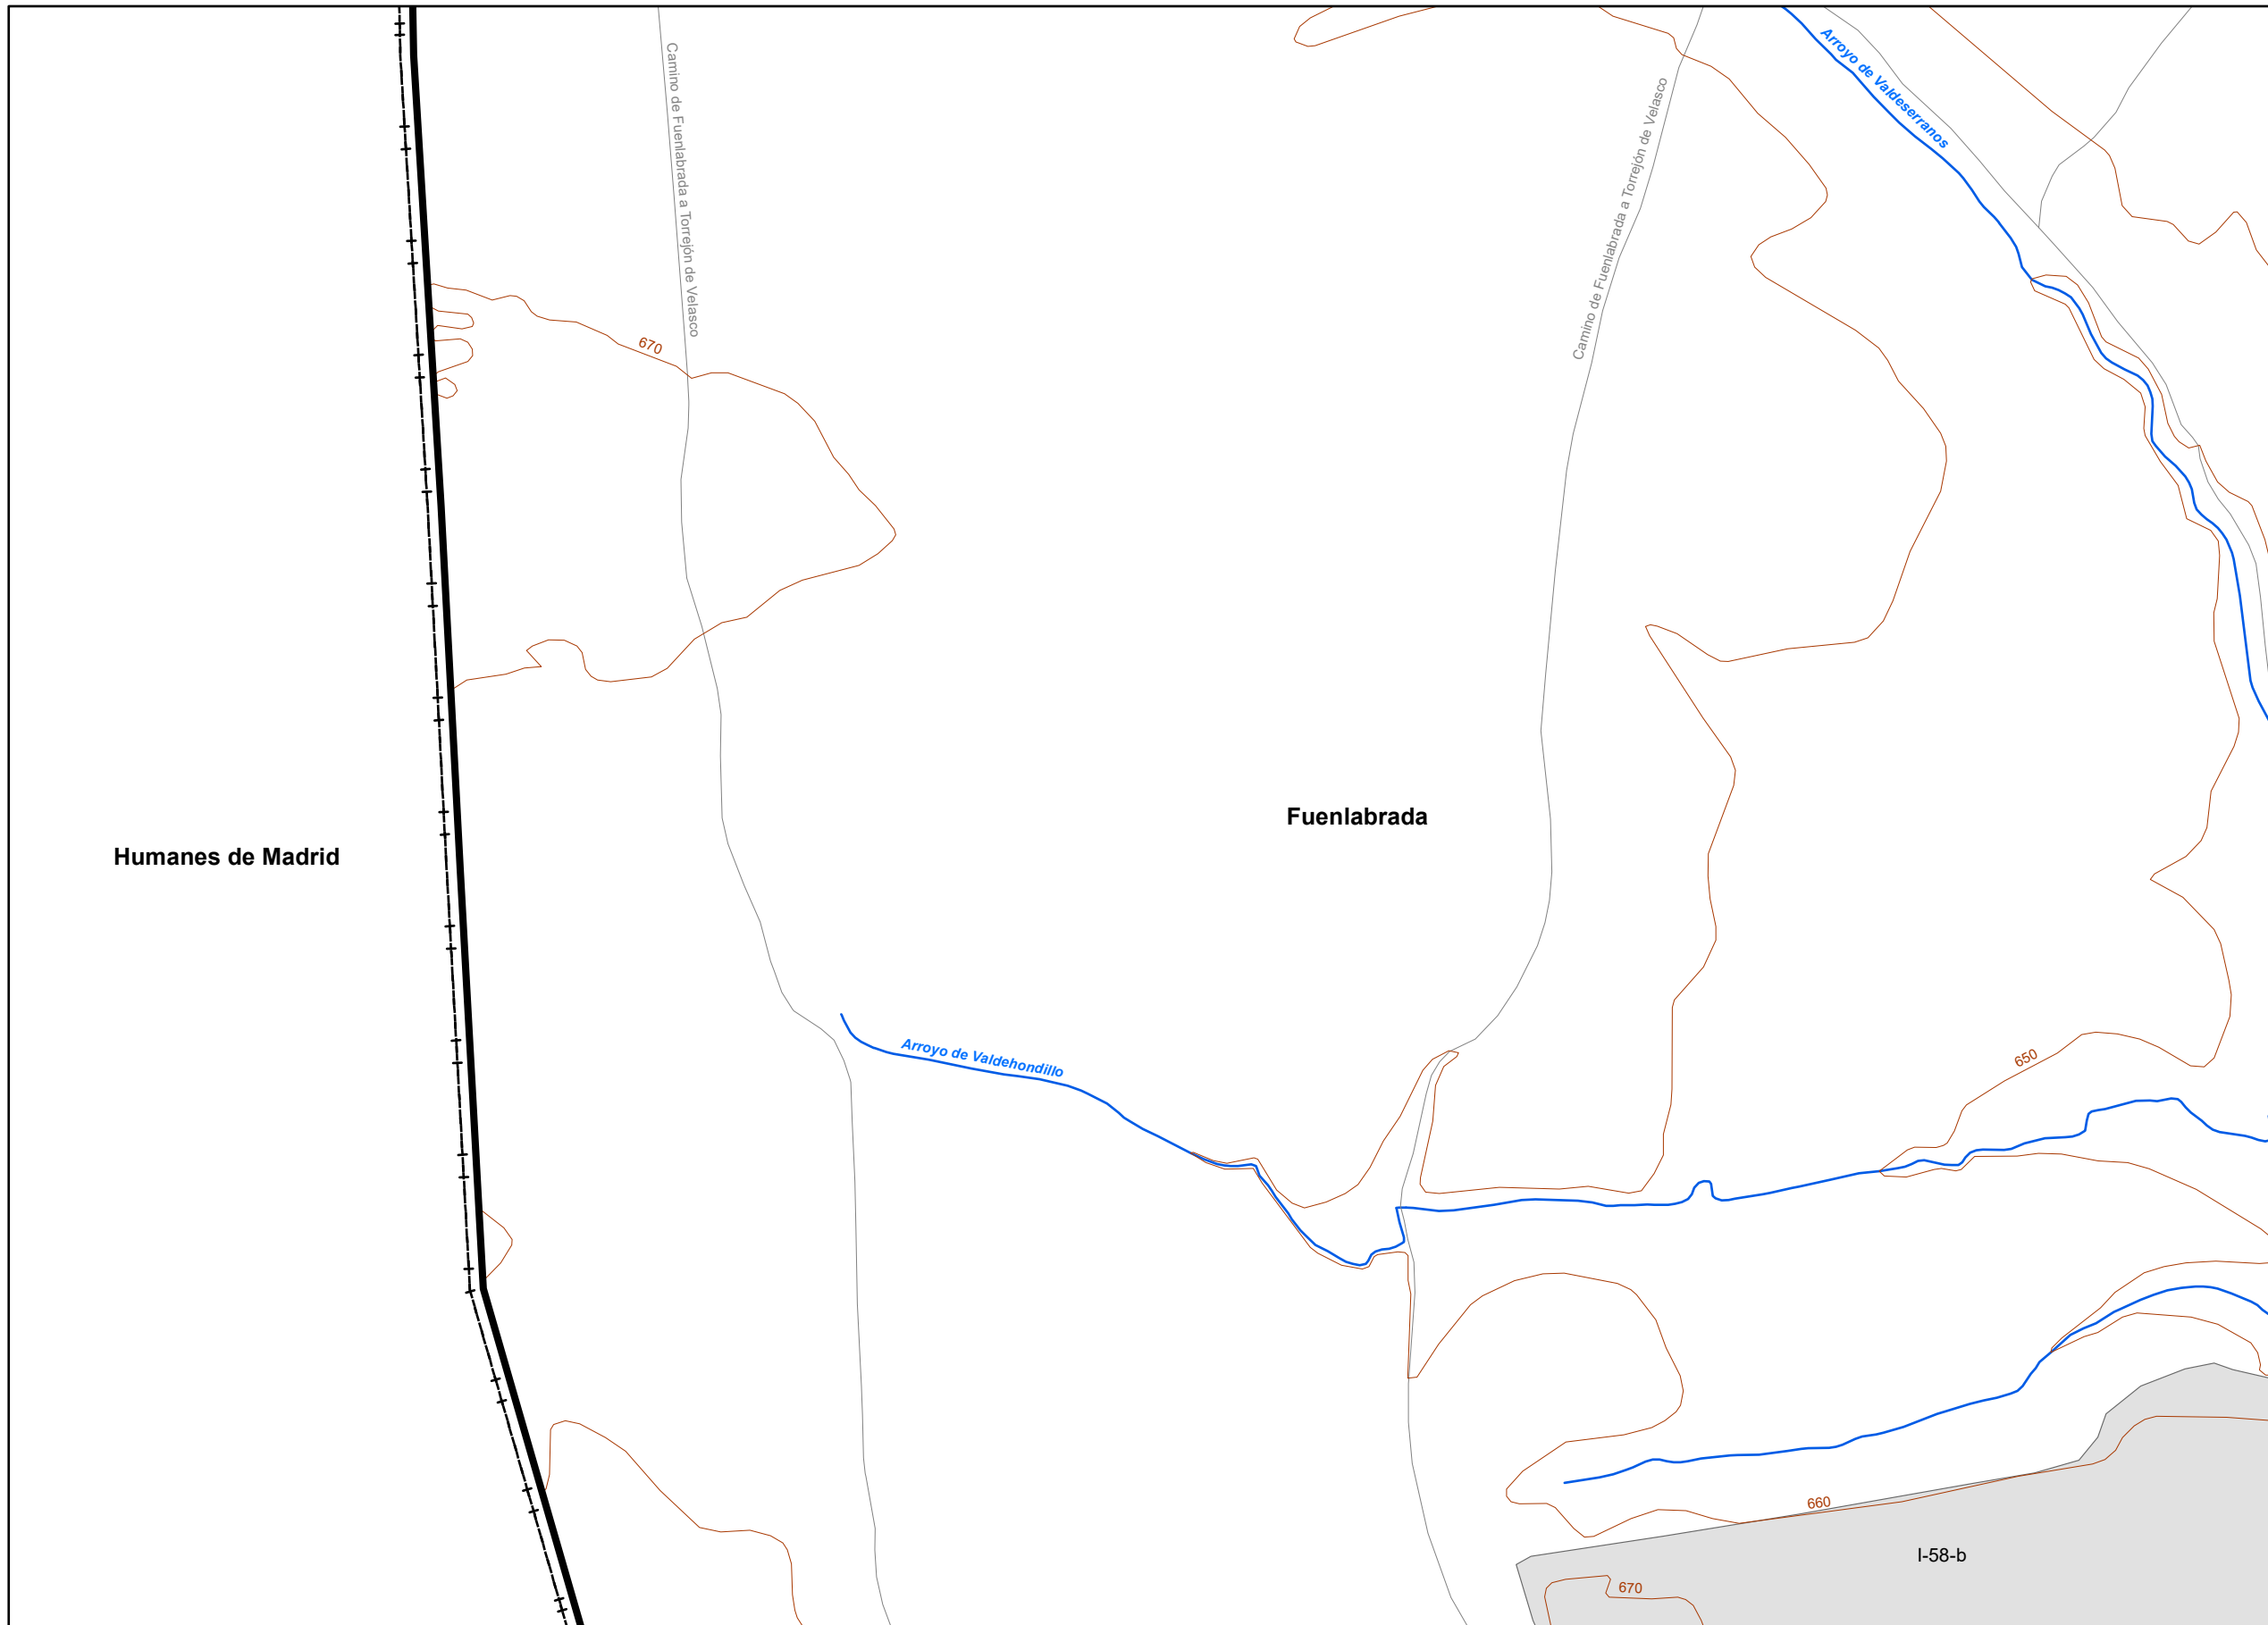 Camino de Fuenlabrada a Torrejón de Velasco
Camino de Fuenlabrada a Torrejón de Velasco
Arroyo de Valdeserranos
670
Fuenlabrada
Humanes de Madrid
Arroyo de Valdehondillo
650
660
I-58-b
670